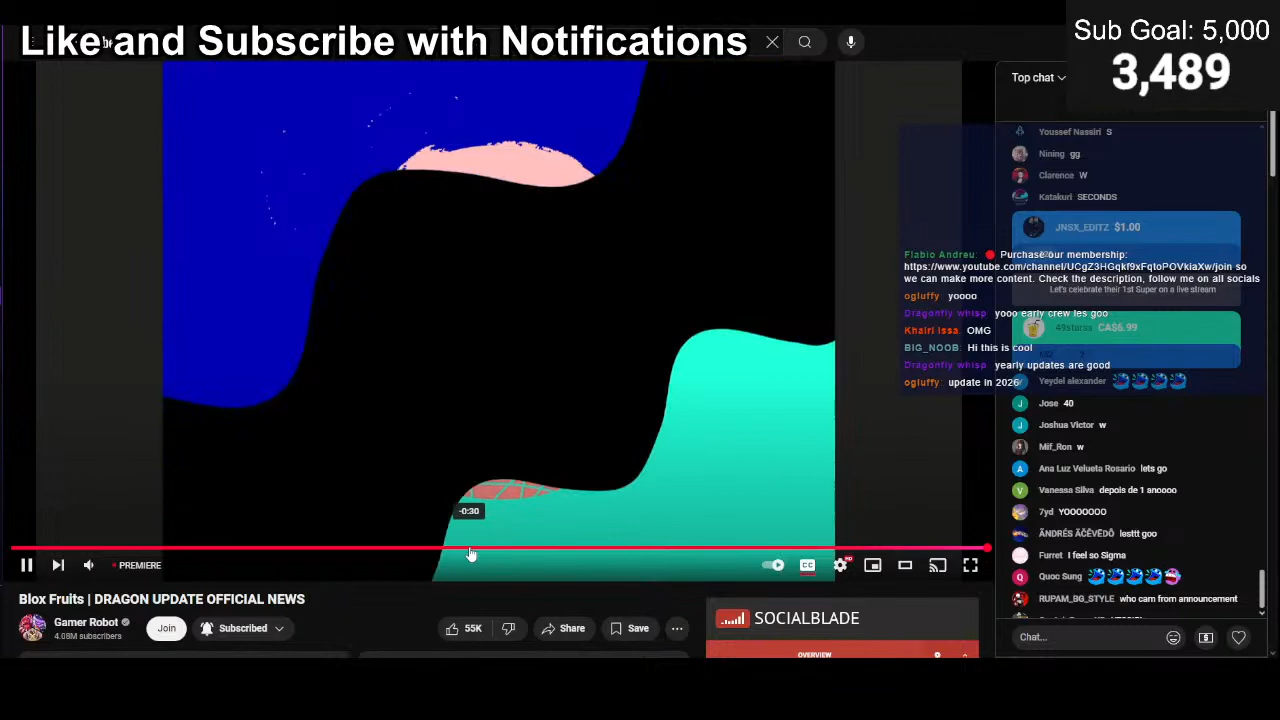 Like and Subscribe with Notifications
Sub Goal: 5,000
3,489
Top chat
Youssef Nassiri S
Nining gg
Clarence W
Katakuri SECONDS
JNSX_EDITZ $1.00
Flabio Andreu: Purchase our membership:
https://www.youtube.com/channel/UCgZ3HGqkf9xFqtoPOVkiaXw/join so
we can make more content. Check the description, follow me on all socials
Let's celebrate their 1st Super on a live stream
ogluffy: yoooo
Dragonfly whisp: yooo early crew les goo
49starss CA$6.99
Khairi Issa: OMG
BIG_NOOB: Hi this is cool
Dragonfly whisp: yearly updates are good
ogluffy: update in 2026
Yeydel alexander
Jose 40
Joshua Victor w
Mif_Ron w
Ana Luz Velueta Rosario lets go
Vanessa Silva depois de 1 anoooo
7yd YOOOOOOO
ÃNDRÉS ÃČĒVĒDŌ lesttt goo
Furret I feel so Sigma
Quoc Sung
RUPAM_BG_STYLE who cam from announcement
Chat...
-0:30
PREMIERE
CC
HD
Blox Fruits | DRAGON UPDATE OFFICIAL NEWS
Gamer Robot
4.08M subscribers
Join
Subscribed
55K
Share
Save
SOCIALBLADE
OVERVIEW